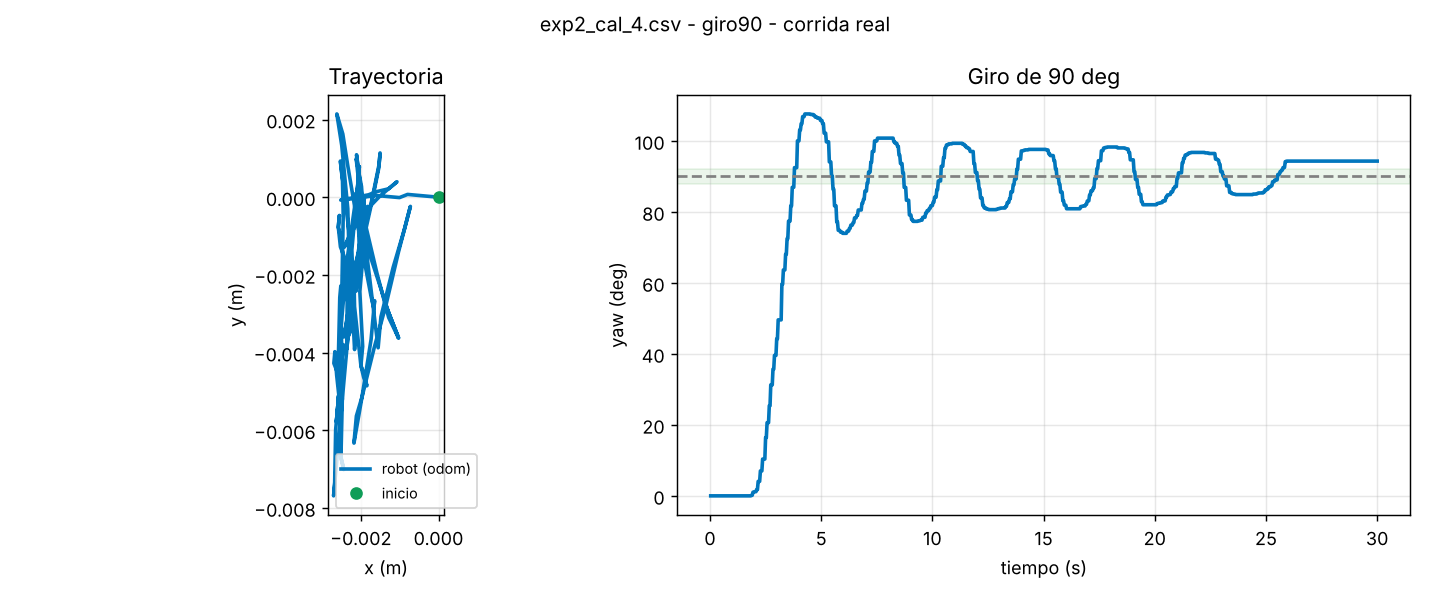 exp2_cal_4.csv - giro90 - corrida real
Trayectoria
0.002
0.000
−0.002
−0.004
−0.006
−0.008
y (m)
−0.002 0.000
x (m)
robot (odom)
inicio
Giro de 90 deg
100
80
60
40
20
0
yaw (deg)
0 5 10 15 20 25 30
tiempo (s)